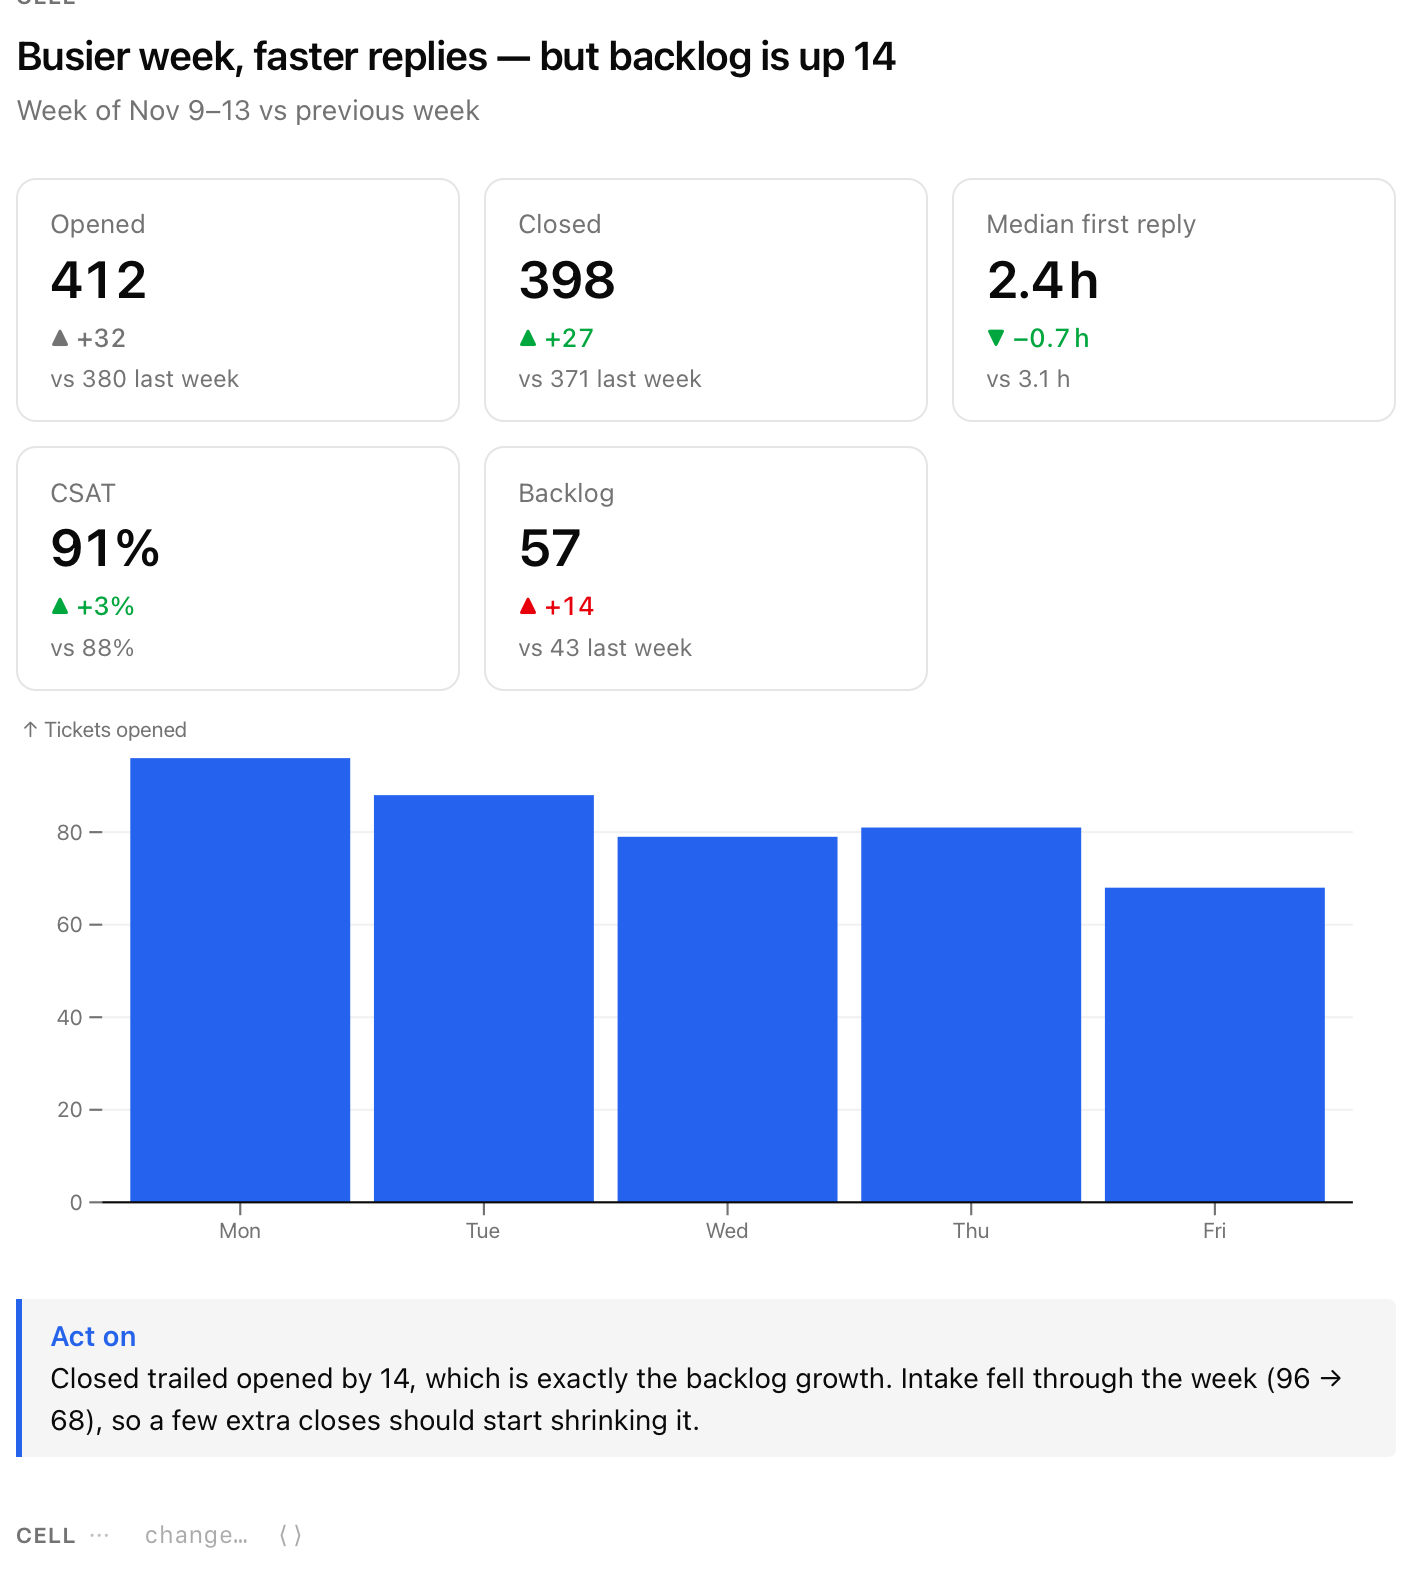 CELL
Busier week, faster replies — but backlog is up 14
Week of Nov 9–13 vs previous week
Opened
412
▲ +32
vs 380 last week
Closed
398
▲ +27
vs 371 last week
Median first reply
2.4 h
▼ −0.7 h
vs 3.1 h
CSAT
91%
▲ +3%
vs 88%
Backlog
57
▲ +14
vs 43 last week
↑ Tickets opened
80
60
40
20
0
Mon
Tue
Wed
Thu
Fri
Act on
Closed trailed opened by 14, which is exactly the backlog growth. Intake fell through the week (96 →
68), so a few extra closes should start shrinking it.
CELL ··· change… ⟨ ⟩